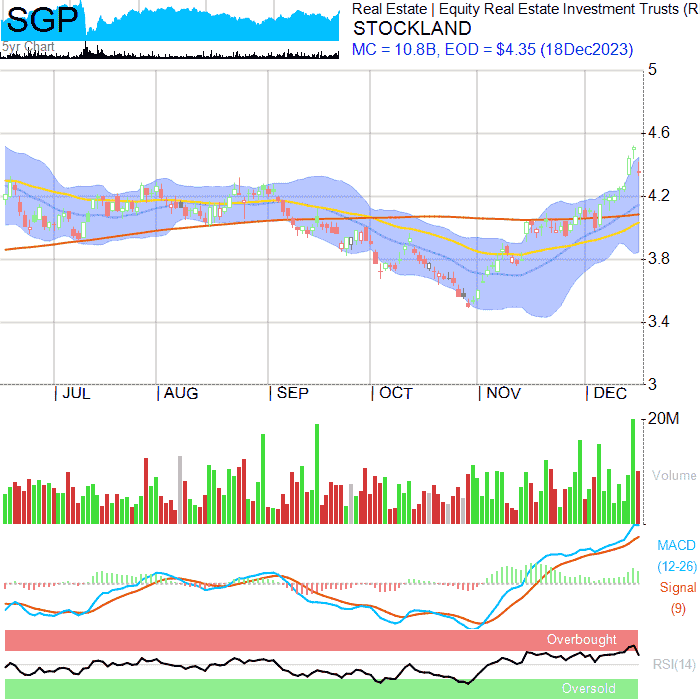 SGP
5yr Chart
Real Estate | Equity Real Estate Investment Trusts (R
STOCKLAND
MC = 10.8B, EOD = $4.35 (18Dec2023)
5
4.6
4.2
3.8
3.4
3
JUL AUG SEP OCT NOV DEC
20M
Volume
MACD
(12-26)
Signal
(9)
Overbought
RSI(14)
Oversold